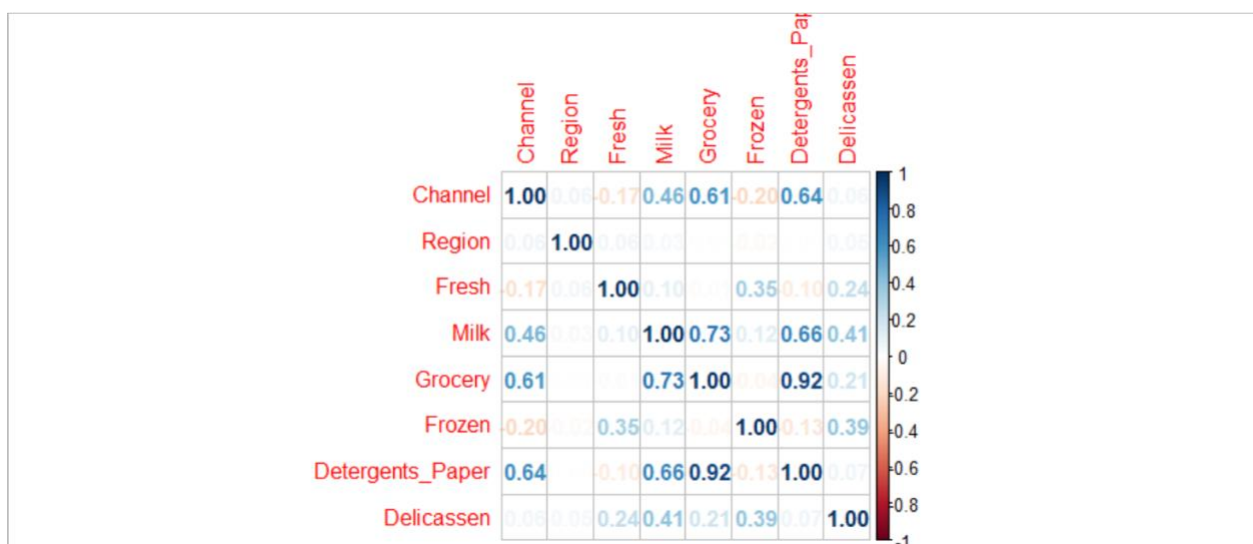 Channel
Region
Fresh
Milk
Grocery
Frozen
Detergents_Pap
Delicassen
Channel 1.00 0.06 -0.17 0.46 0.61 -0.20 0.64 0.06
Region 0.06 1.00 0.06 0.03 0.05
Fresh -0.17 0.06 1.00 0.10 0.35 -0.10 0.24
Milk 0.46 0.03 0.10 1.00 0.73 0.12 0.66 0.41
Grocery 0.61 0.73 1.00 -0.04 0.92 0.21
Frozen -0.20 0.35 0.12 -0.04 1.00 -0.13 0.39
Detergents_Paper 0.64 -0.10 0.66 0.92 -0.13 1.00 0.07
Delicassen 0.06 0.05 0.24 0.41 0.21 0.39 0.07 1.00
1
0.8
0.6
0.4
0.2
0
-0.2
-0.4
-0.6
-0.8
-1